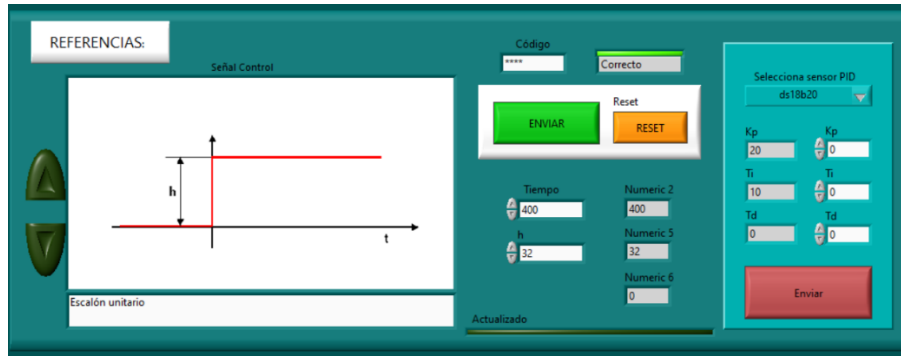 REFERENCIAS:
Señal Control
h
t
Escalón unitario
Código
****
Correcto
ENVIAR
Reset
RESET
Tiempo
400
Numeric 2
400
h
32
Numeric 5
32
Numeric 6
0
Actualizado
Selecciona sensor PID
ds18b20
Kp
20
Kp
0
Ti
10
Ti
0
Td
0
Td
0
Enviar